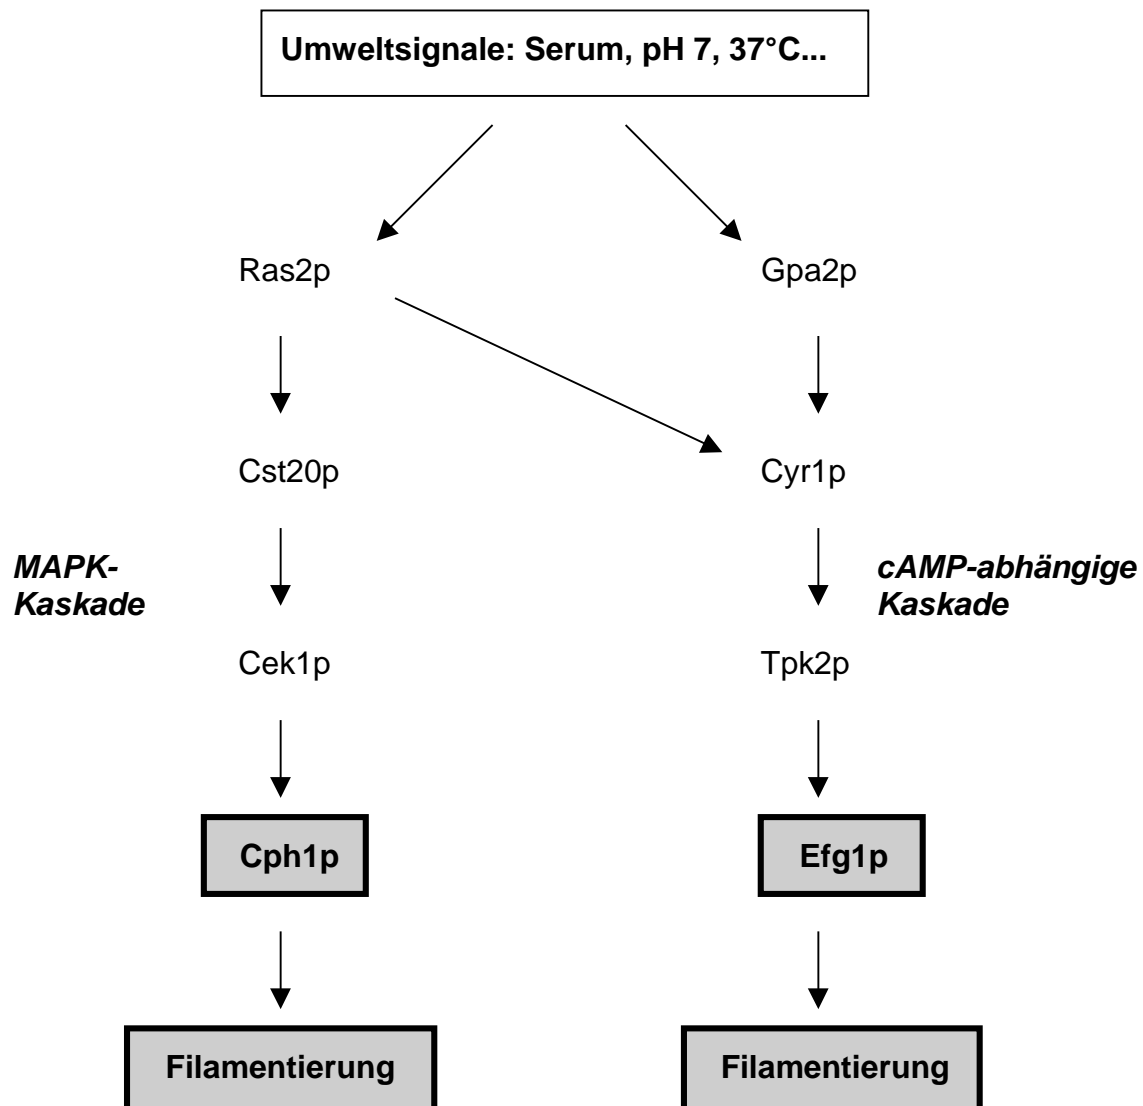 Umweltsignale: Serum, pH 7, 37°C...
Ras2p
Gpa2p
Cst20p
Cyr1p
MAPK-
Kaskade
cAMP-abhängige
Kaskade
Cek1p
Tpk2p
Cph1p
Efg1p
Filamentierung
Filamentierung